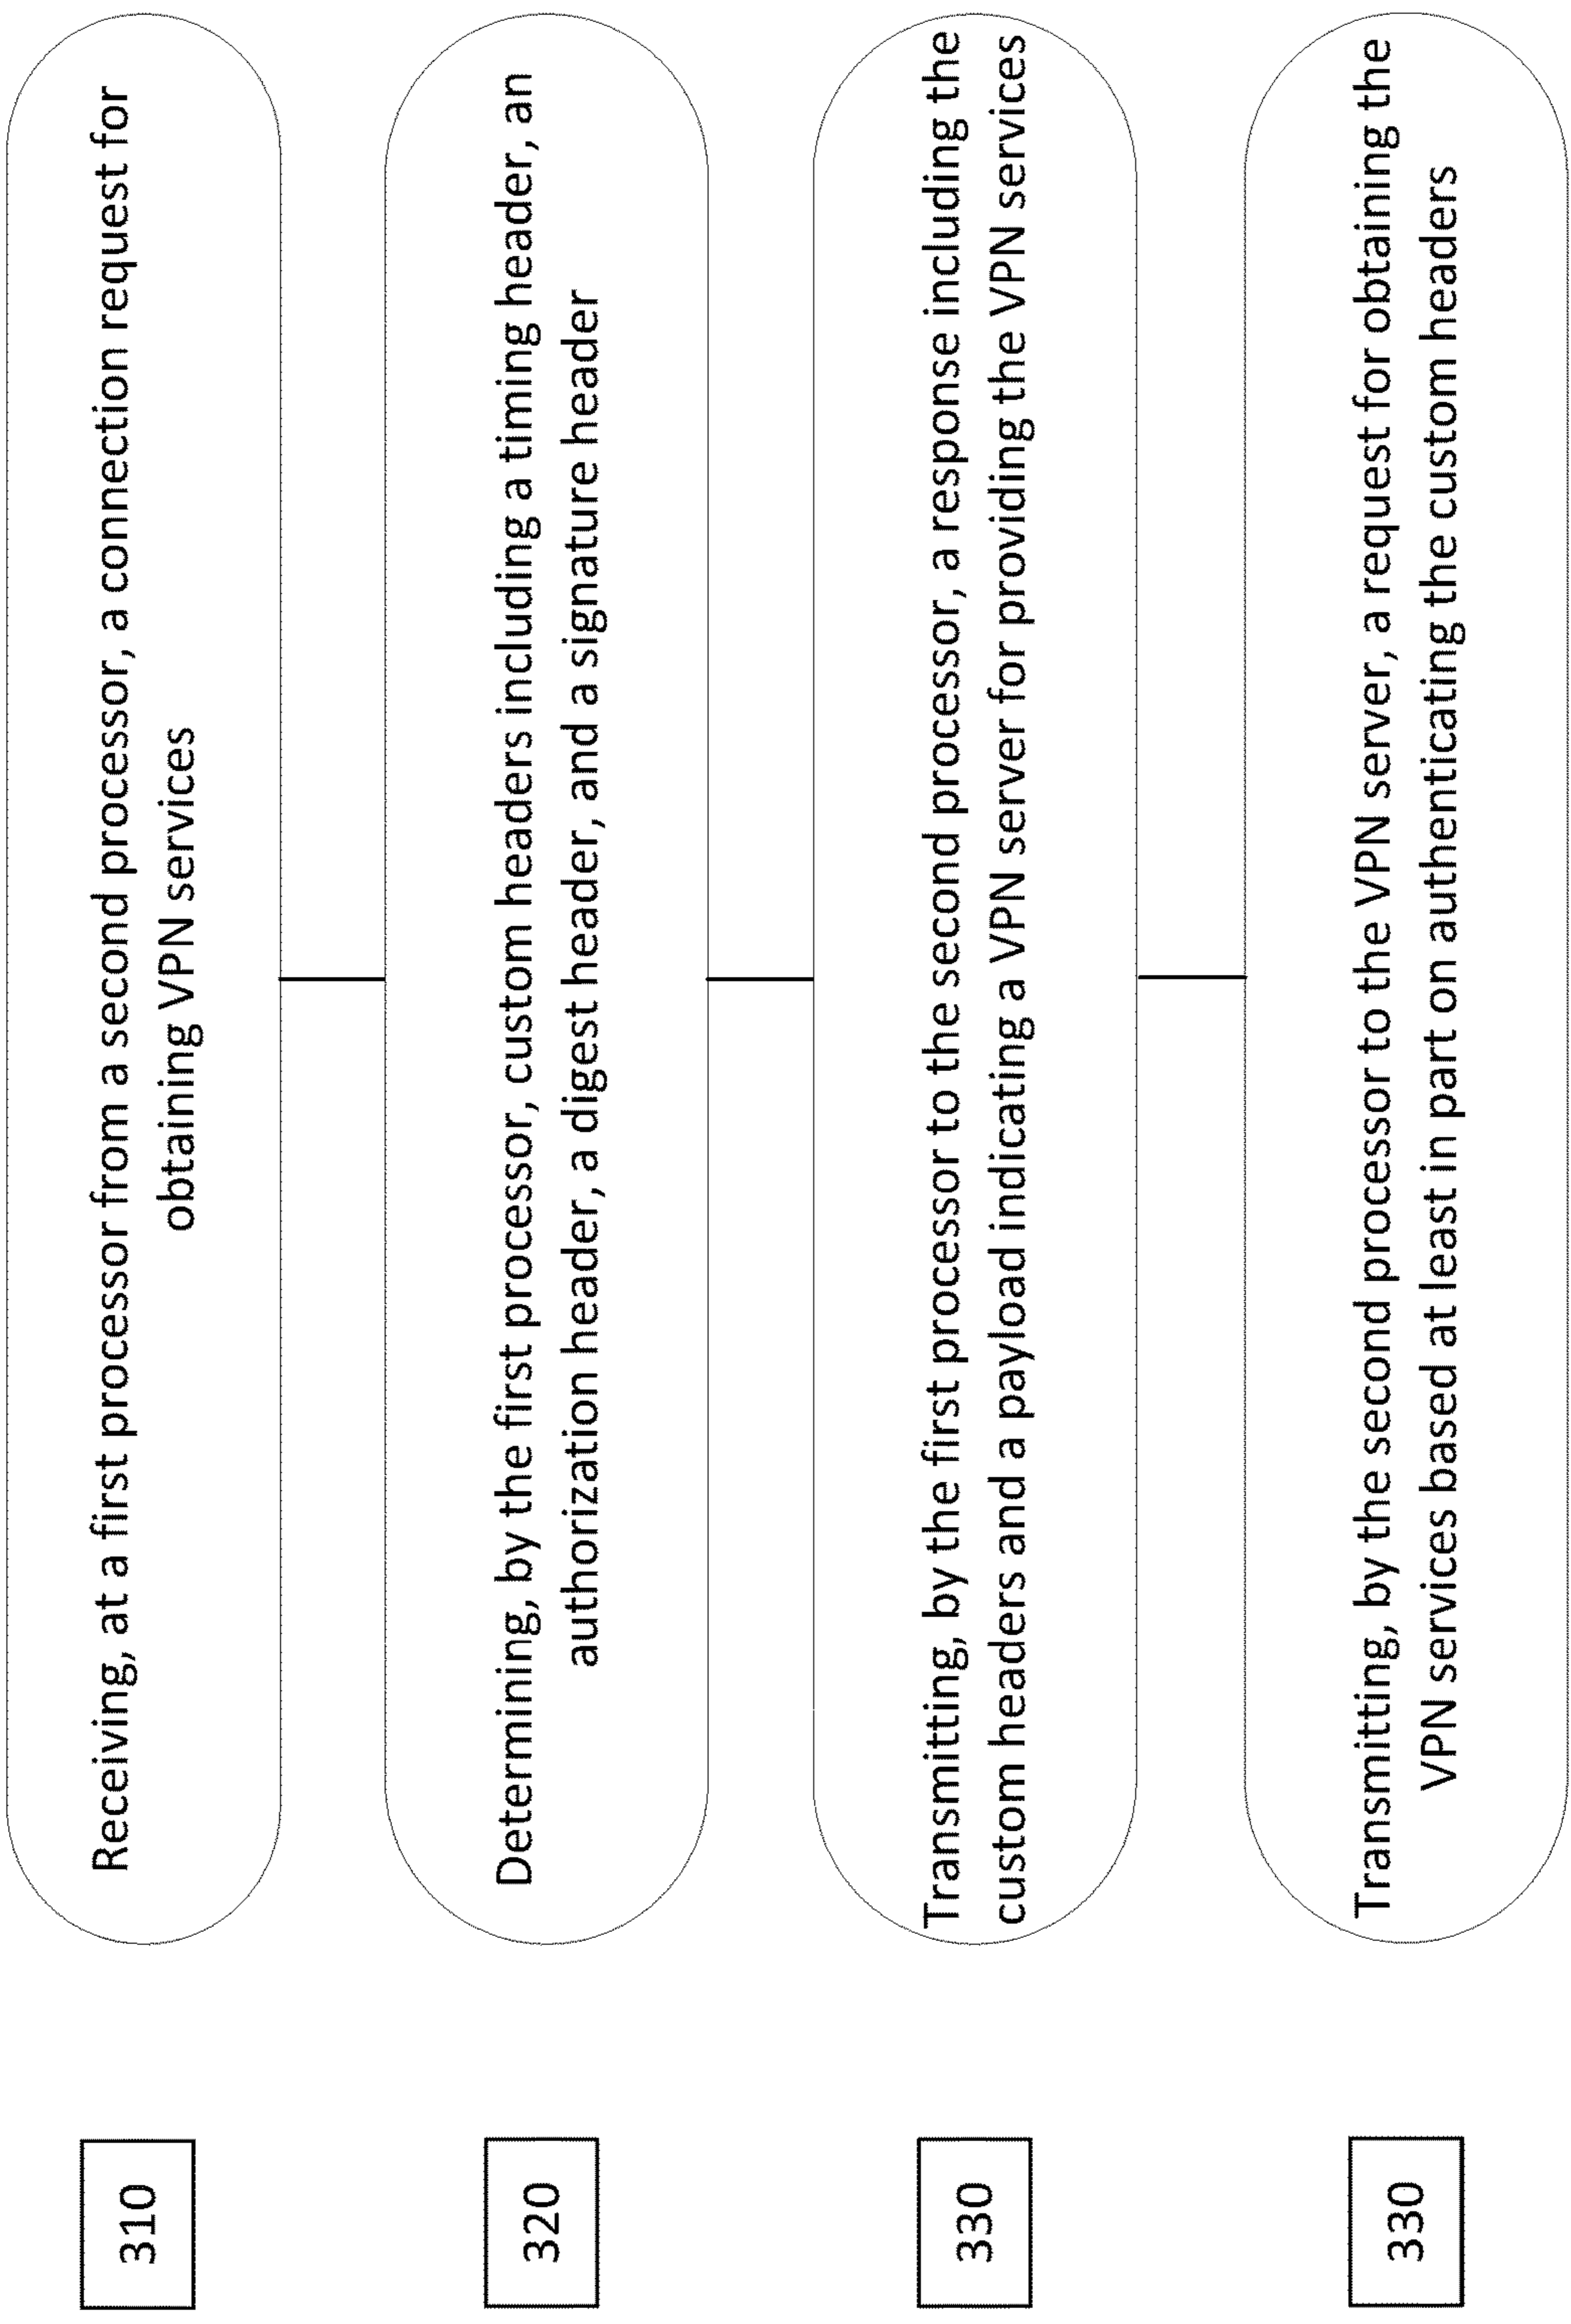 310
Receiving, at a first processor from a second processor, a connection request for
obtaining VPN services
320
Determining, by the first processor, custom headers including a timing header, an
authorization header, a digest header, and a signature header
330
Transmitting, by the first processor to the second processor, a response including the
custom headers and a payload indicating a VPN server for providing the VPN services
330
Transmitting, by the second processor to the VPN server, a request for obtaining the
VPN services based at least in part on authenticating the custom headers